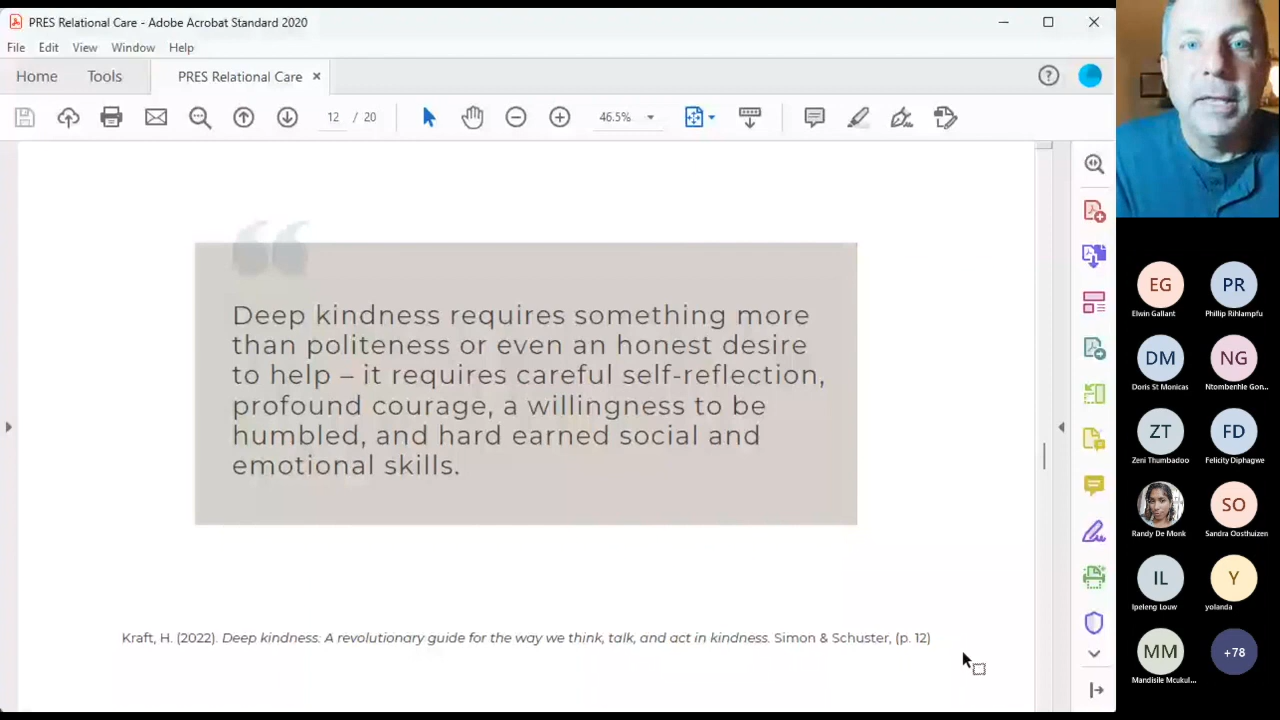 PRES Relational Care - Adobe Acrobat Standard 2020
File Edit View Window Help
Home Tools PRES Relational Care
12 / 20 46.5%
“
Deep kindness requires something more
than politeness or even an honest desire
to help – it requires careful self-reflection,
profound courage, a willingness to be
humbled, and hard earned social and
emotional skills.
Kraft, H. (2022). Deep kindness: A revolutionary guide for the way we think, talk, and act in kindness. Simon & Schuster, (p. 12)
EG PR
Elwin Gallant Phillip Rihlampfu
DM NG
Doris St Monicas Ntombenhle Gon...
ZT FD
Zeni Thumbadoo Felicity Diphagwe
SO
Randy De Monk Sandra Oosthuizen
IL Y
Ipeleng Louw yolanda
MM +78
Mandisile Mcukul...